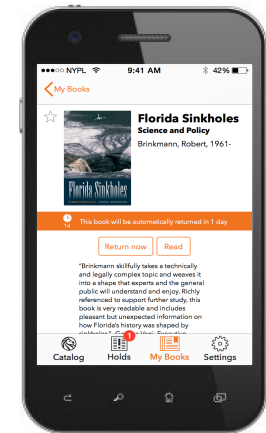 NYPL 9:41 AM 42%
My Books
Florida Sinkholes
Science and Policy
Brinkmann, Robert, 1961-
Florida Sinkholes
1d This book will be automatically returned in 1 day
Return now Read
"Brinkmann skillfully takes a technically
and legally complex topic and weaves it
into a shape that experts and the general
public will understand and enjoy. Richly
referenced to support further study, this
book is very readable and includes
pleasant but unexpected information on
how Florida's history was shaped by
1
Catalog Holds My Books Settings